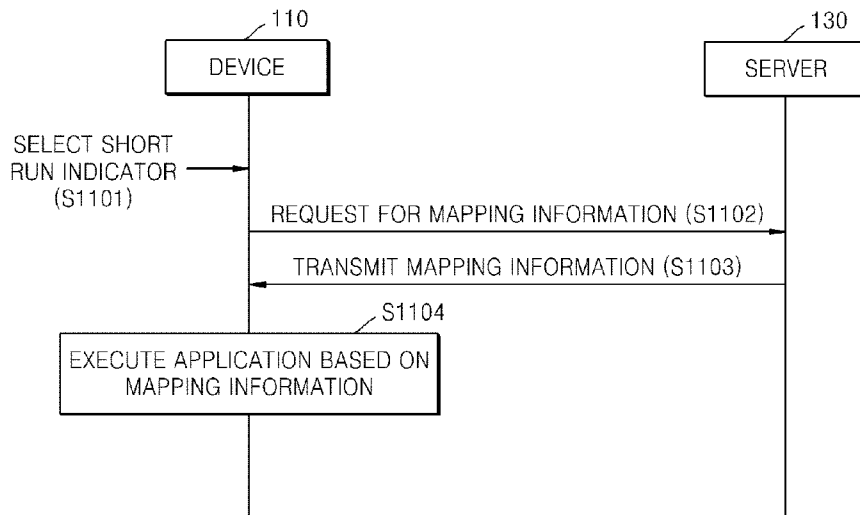 110
130
DEVICE
SERVER
SELECT SHORT
RUN INDICATOR
(S1101)
REQUEST FOR MAPPING INFORMATION (S1102)
TRANSMIT MAPPING INFORMATION (S1103)
S1104
EXECUTE APPLICATION BASED ON
MAPPING INFORMATION